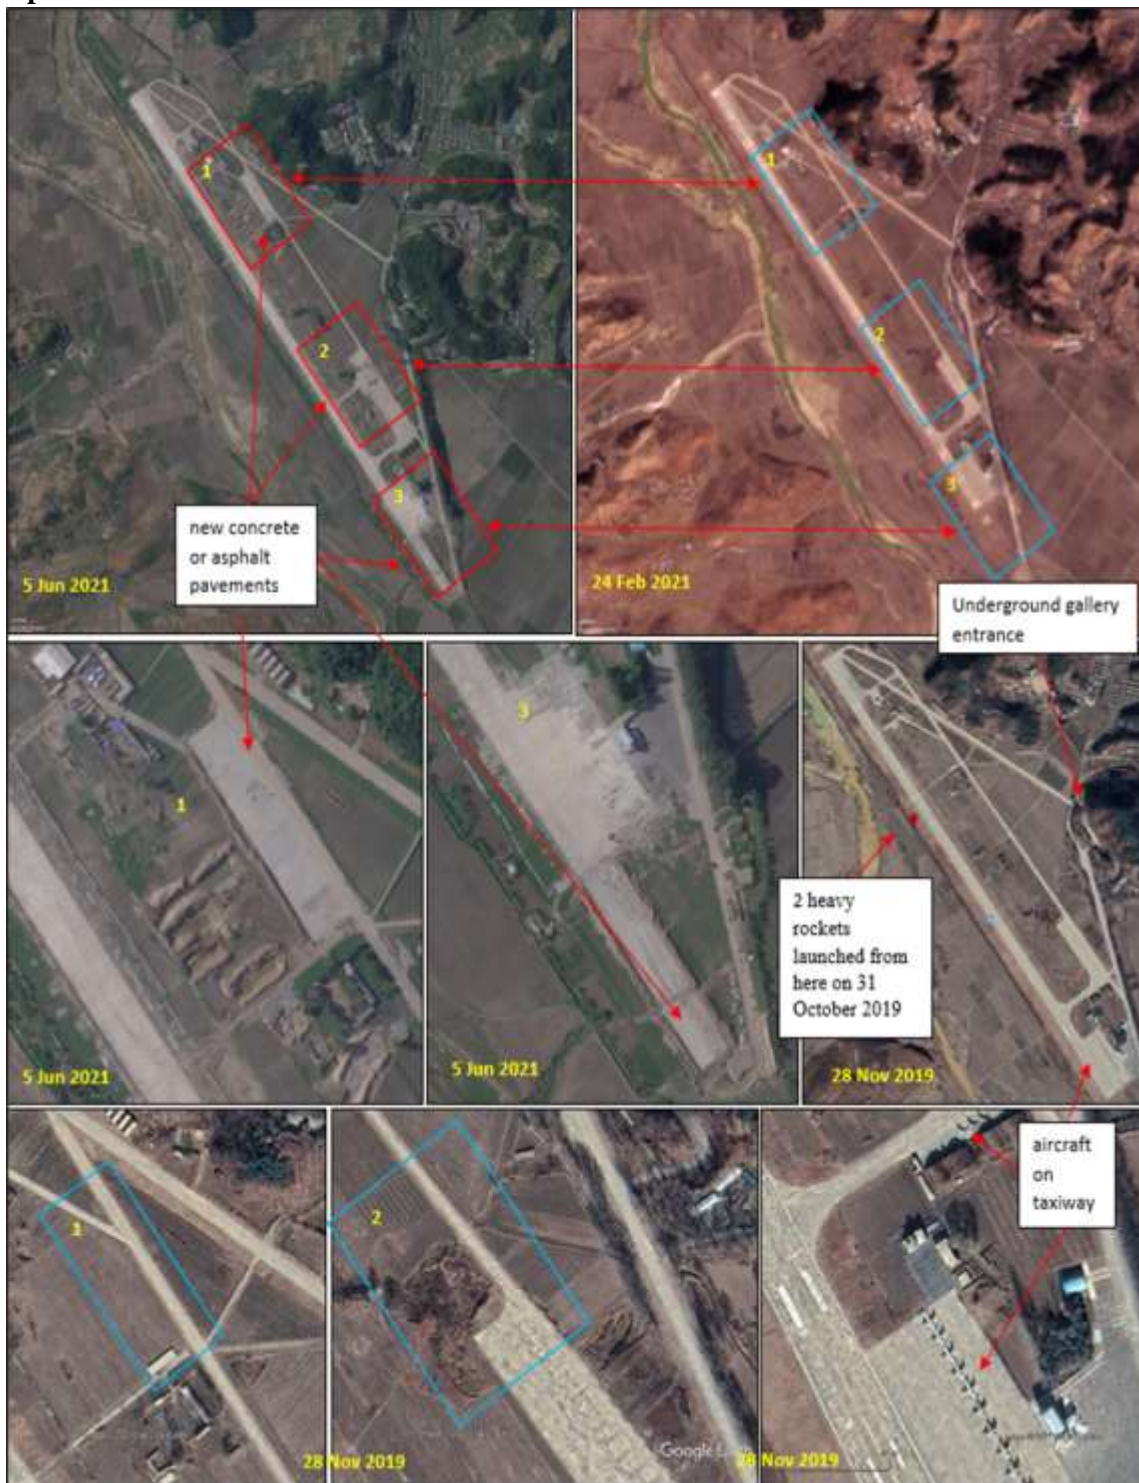 1
1
2
2
3
3
new concrete
or asphalt
pavements
5 Jun 2021
24 Feb 2021
Underground gallery
entrance
3
1
2 heavy
rockets
launched from
here on 31
October 2019
5 Jun 2021
5 Jun 2021
28 Nov 2019
aircraft
on
taxiway
1
2
Google
28 Nov 2019
28 Nov 2019